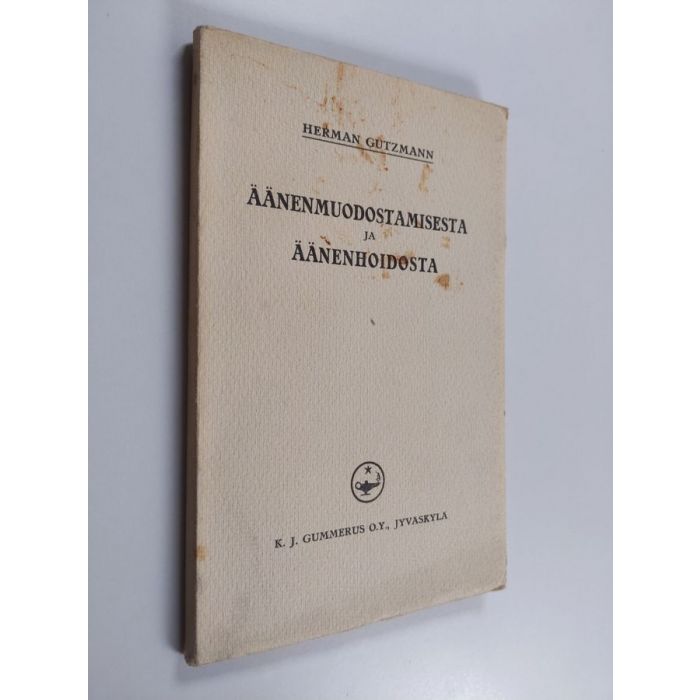 HERMAN GUTZMANN
ÄÄNENMUODOSTAMISESTA
JA
ÄÄNENHOIDOSTA
K. J. GUMMERUS O.Y., JYVÄSKYLÄ